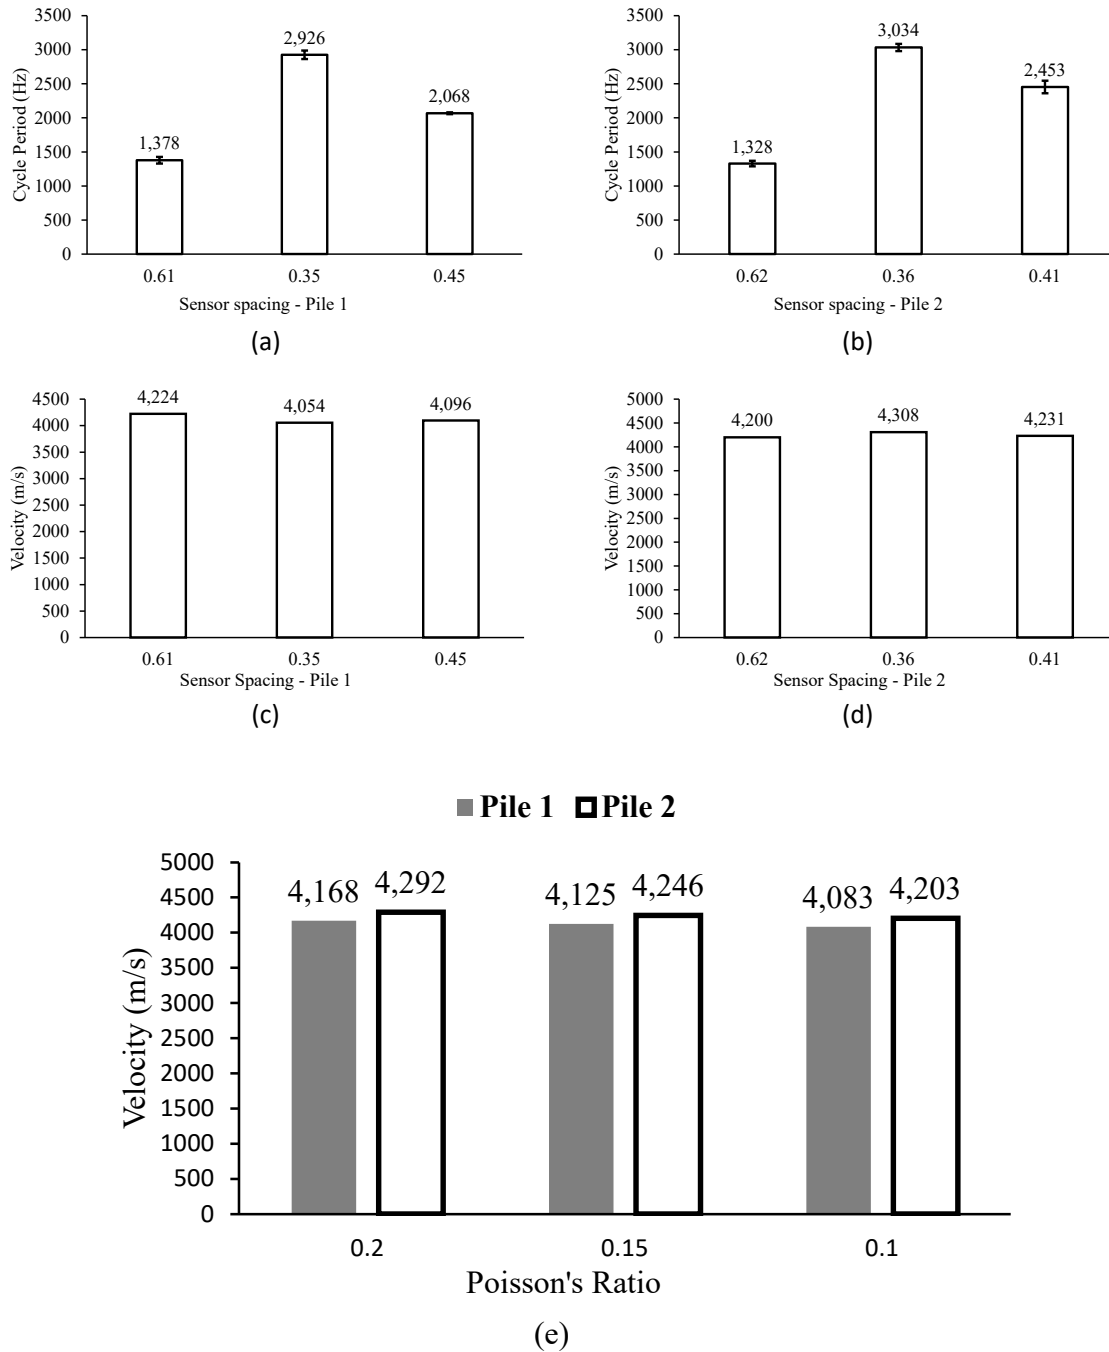 Cycle Period (Hz)
3500
3000
2500
2000
1500
1000
500
0
1,378
2,926
2,068
0.61 0.35 0.45
Sensor spacing - Pile 1
(a)
Cycle Period (Hz)
3500
3000
2500
2000
1500
1000
500
0
1,328
3,034
2,453
0.62 0.36 0.41
Sensor spacing - Pile 2
(b)
Velocity (m/s)
4500
4000
3500
3000
2500
2000
1500
1000
500
0
4,224 4,054 4,096
0.61 0.35 0.45
Sensor Spacing - Pile 1
(c)
Velocity (m/s)
5000
4500
4000
3500
3000
2500
2000
1500
1000
500
0
4,200 4,308 4,231
0.62 0.36 0.41
Sensor Spacing - Pile 2
(d)
Pile 1 Pile 2
Velocity (m/s)
5000
4500
4000
3500
3000
2500
2000
1500
1000
500
0
4,168 4,292 4,125 4,246 4,083 4,203
0.2 0.15 0.1
Poisson's Ratio
(e)